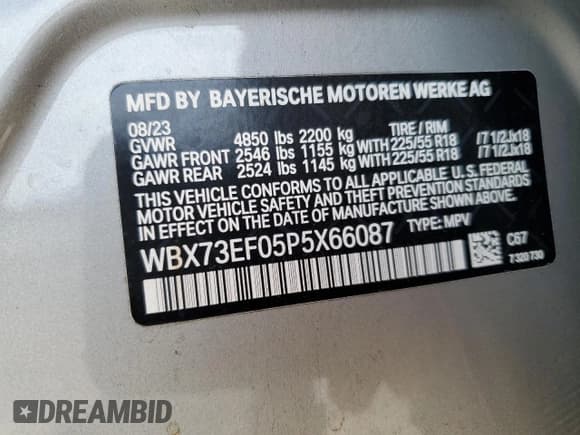 MFD BY BAYERISCHE MOTOREN WERKE AG
08/23
GVWR 4850 lbs 2200 kg TIRE / RIM
GAWR FRONT 2546 lbs 1155 kg WITH 225/55 R18 /7 1/2Jx18
GAWR REAR 2524 lbs 1145 kg WITH 225/55 R18 /7 1/2Jx18
THIS VEHICLE CONFORMS TO ALL APPLICABLE U. S. FEDERAL
MOTOR VEHICLE SAFETY AND THEFT PREVENTION STANDARDS
IN EFFECT ON THE DATE OF MANUFACTURE SHOWN ABOVE.
WBX73EF05P5X66087 TYPE: MPV
C67
7 320 730
DREAMBID